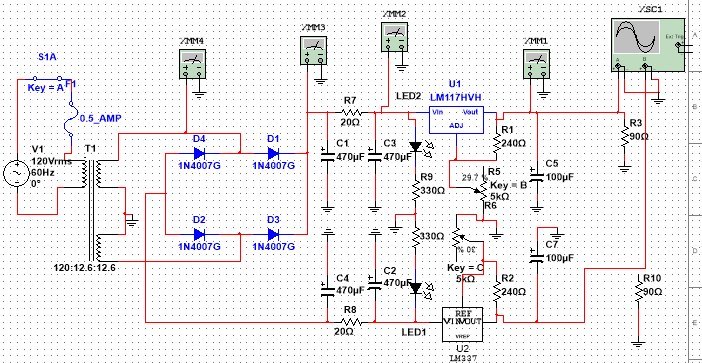 XMM4
XMM3
XMM2
XMM1
XSC1
Ext Trig
A
B
S1A
Key = A
F1
0.5_AMP
V1
120Vrms
60Hz
0°
T1
120:12.6:12.6
D4
1N4007G
D1
1N4007G
D2
1N4007G
D3
1N4007G
R7
20Ω
C1
470µF
C3
470µF
LED2
U1
LM117HVH
Vin
Vout
ADJ
R1
240Ω
R9
330Ω
29.7 %
R5
Key = B
5kΩ
R6
C5
100µF
R3
90Ω
330Ω
Key = C
5kΩ
C7
100µF
C4
470µF
C2
470µF
R8
20Ω
LED1
R2
240Ω
REF
VIN
VOUT
VREF
U2
LM337
R10
90Ω
A
B
C
D
E